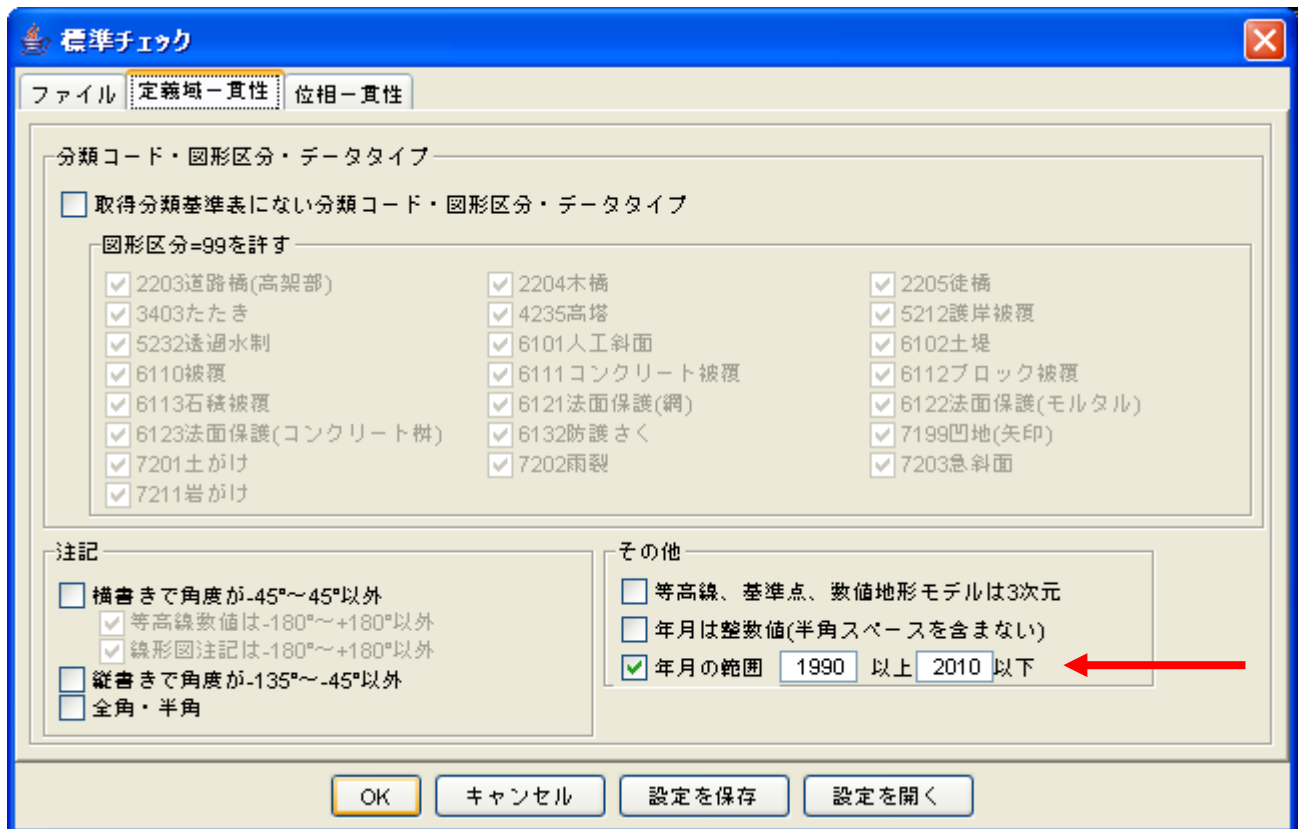 標準チェック
ファイル 定義域一貫性 位相一貫性
分類コード・図形区分・データタイプ
取得分類基準表にない分類コード・図形区分・データタイプ
図形区分=99を許す
2203道路橋(高架部) 2204木橋 2205徒橋
3403たたき 4235高塔 5212護岸被覆
5232透過水制 6101人工斜面 6102土堤
6110被覆 6111コンクリート被覆 6112ブロック被覆
6113石積被覆 6121法面保護(網) 6122法面保護(モルタル)
6123法面保護(コンクリート桝) 6132防護さく 7199凹地(矢印)
7201土がけ 7202雨裂 7203急斜面
7211岩がけ
注記
横書きで角度が-45°～45°以外
等高線数値は-180°～+180°以外
線形図注記は-180°～+180°以外
縦書きで角度が-135°～-45°以外
全角・半角
その他
等高線、基準点、数値地形モデルは3次元
年月は整数値(半角スペースを含まない)
年月の範囲 1990 以上 2010 以下
OK キャンセル 設定を保存 設定を開く